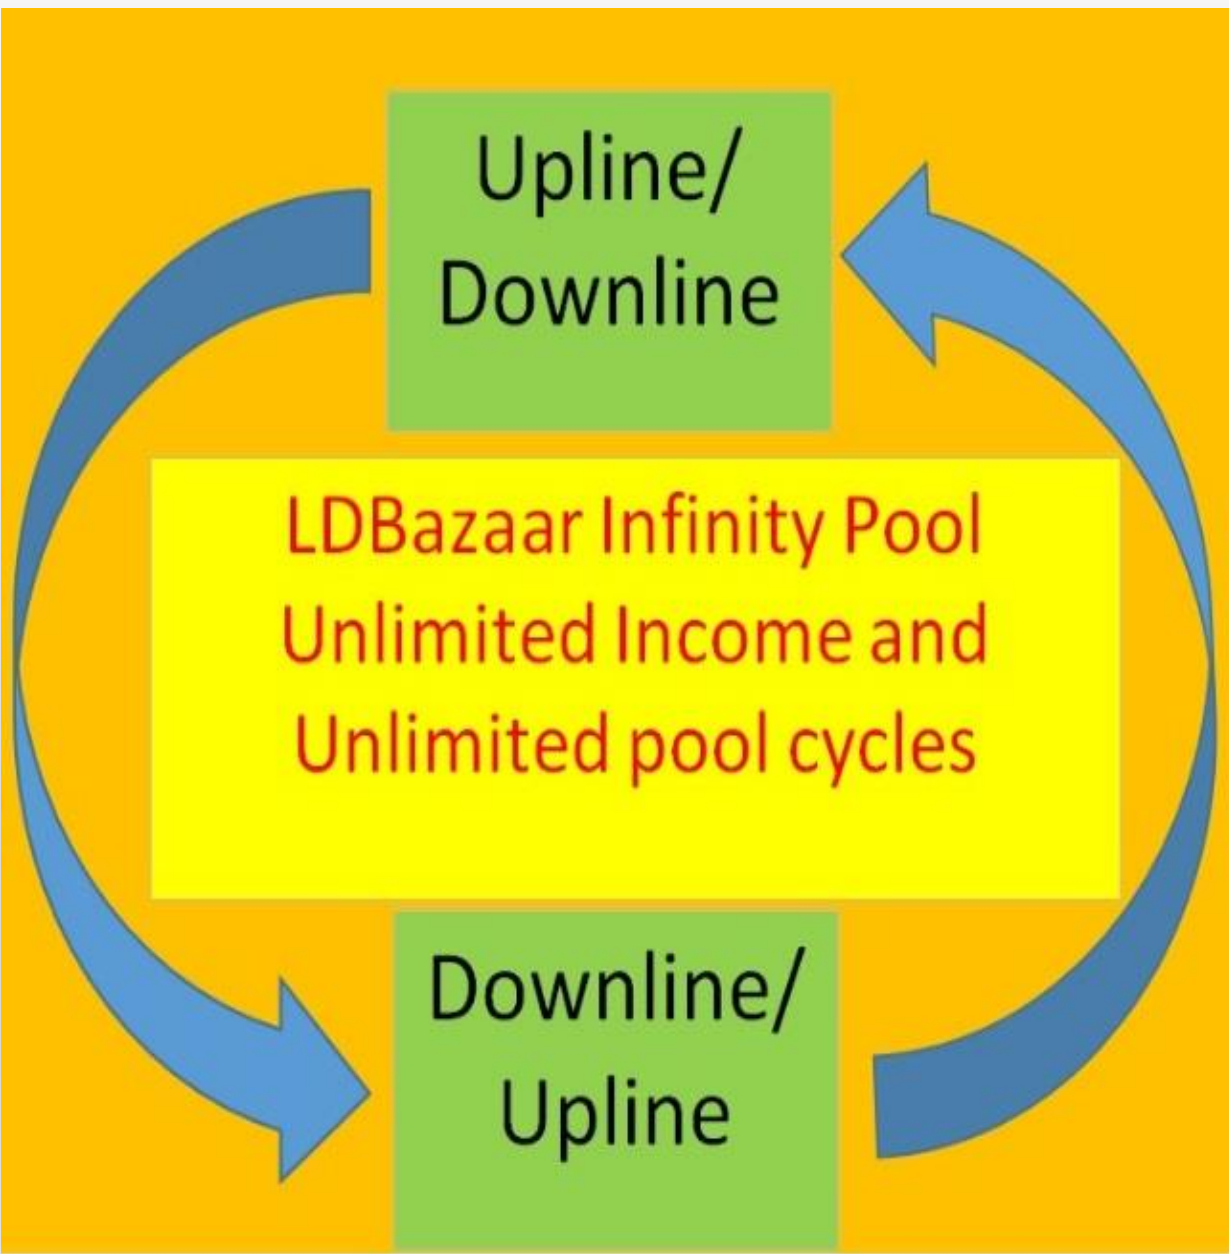 Upline/
Downline
LDBazaar Infinity Pool
Unlimited Income and
Unlimited pool cycles
Downline/
Upline